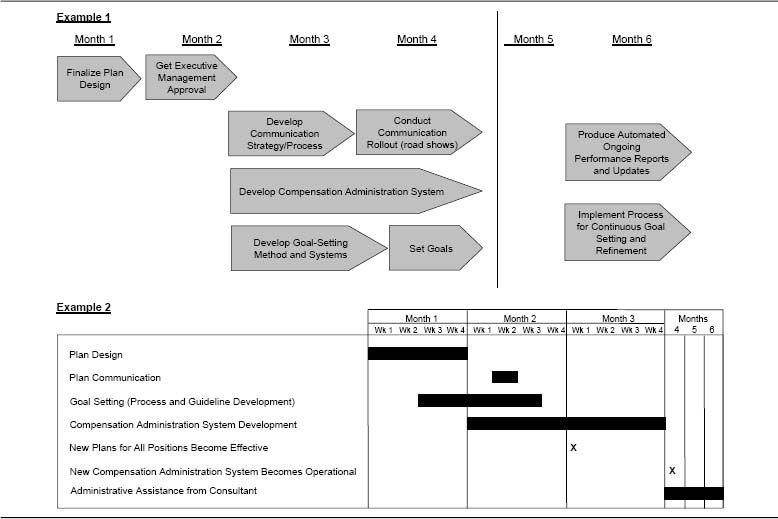 Example 1
Month 1 Month 2 Month 3 Month 4 Month 5 Month 6
Finalize Plan
Design
Get Executive
Management
Approval
Develop
Communication
Strategy/Process
Conduct
Communication
Rollout (road shows)
Produce Automated
Ongoing
Performance Reports
and Updates
Develop Compensation Administration System
Develop Goal-Setting
Method and Systems
Set Goals
Implement Process
for Continuous Goal
Setting and
Refinement
Example 2
Month 1 Month 2 Month 3 Months
Wk 1 Wk 2 Wk 3 Wk 4 Wk 1 Wk 2 Wk 3 Wk 4 Wk 1 Wk 2 Wk 3 Wk 4 4 5 6
Plan Design
Plan Communication
Goal Setting (Process and Guideline Development)
Compensation Administration System Development
New Plans for All Positions Become Effective X
New Compensation Administration System Becomes Operational X
Administrative Assistance from Consultant